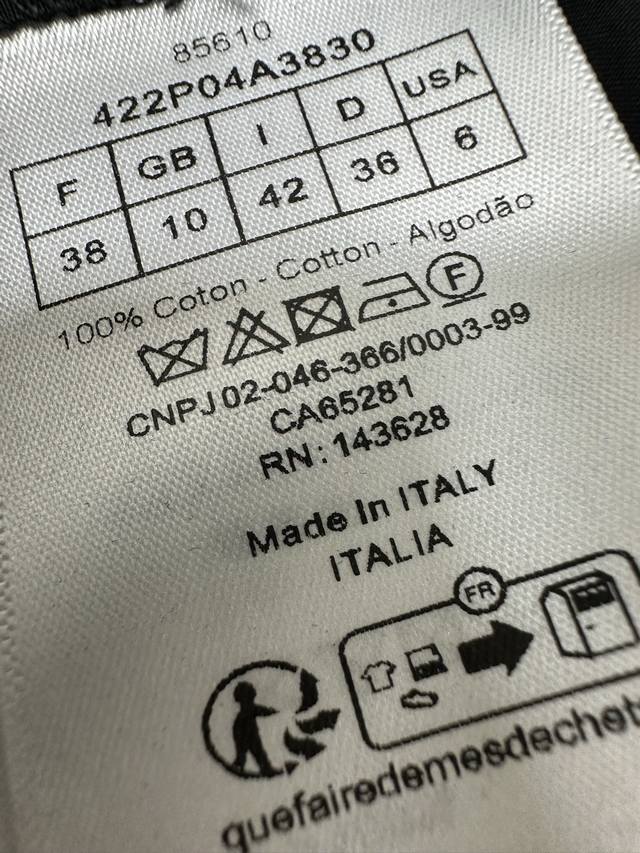 85610
422P04A3830
F GB I D USA
38 10 42 36 6
100% Coton - Cotton - Algodão
F
CNPJ 02-046-366/0003-99
CA65281
RN: 143628
Made In ITALY
ITALIA
FR
quefairedemesdechet